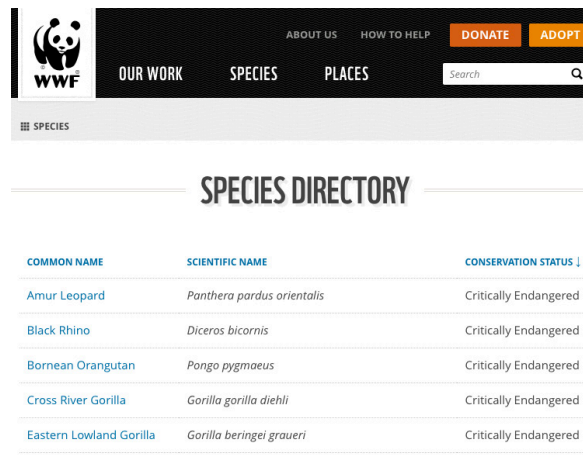 ABOUT US HOW TO HELP DONATE ADOPT
WWF OUR WORK SPECIES PLACES Search
SPECIES
SPECIES DIRECTORY
COMMON NAME SCIENTIFIC NAME CONSERVATION STATUS ↓
Amur Leopard Panthera pardus orientalis Critically Endangered
Black Rhino Diceros bicornis Critically Endangered
Bornean Orangutan Pongo pygmaeus Critically Endangered
Cross River Gorilla Gorilla gorilla diehli Critically Endangered
Eastern Lowland Gorilla Gorilla beringei graueri Critically Endangered